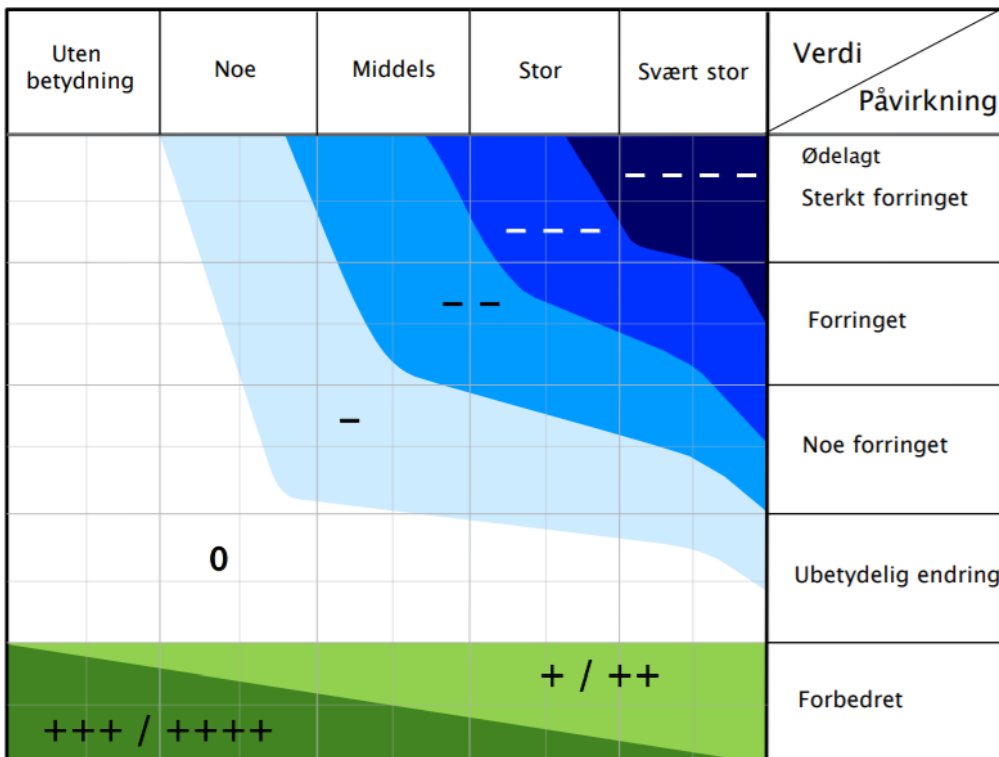 Uten
betydning
Noe
Middels
Stor
Svært stor
Verdi
Påvirkning
Ødelagt
– – – –
Sterkt forringet
– – –
– –
Forringet
–
Noe forringet
0
Ubetydelig endring
+ / ++
Forbedret
+++ / ++++